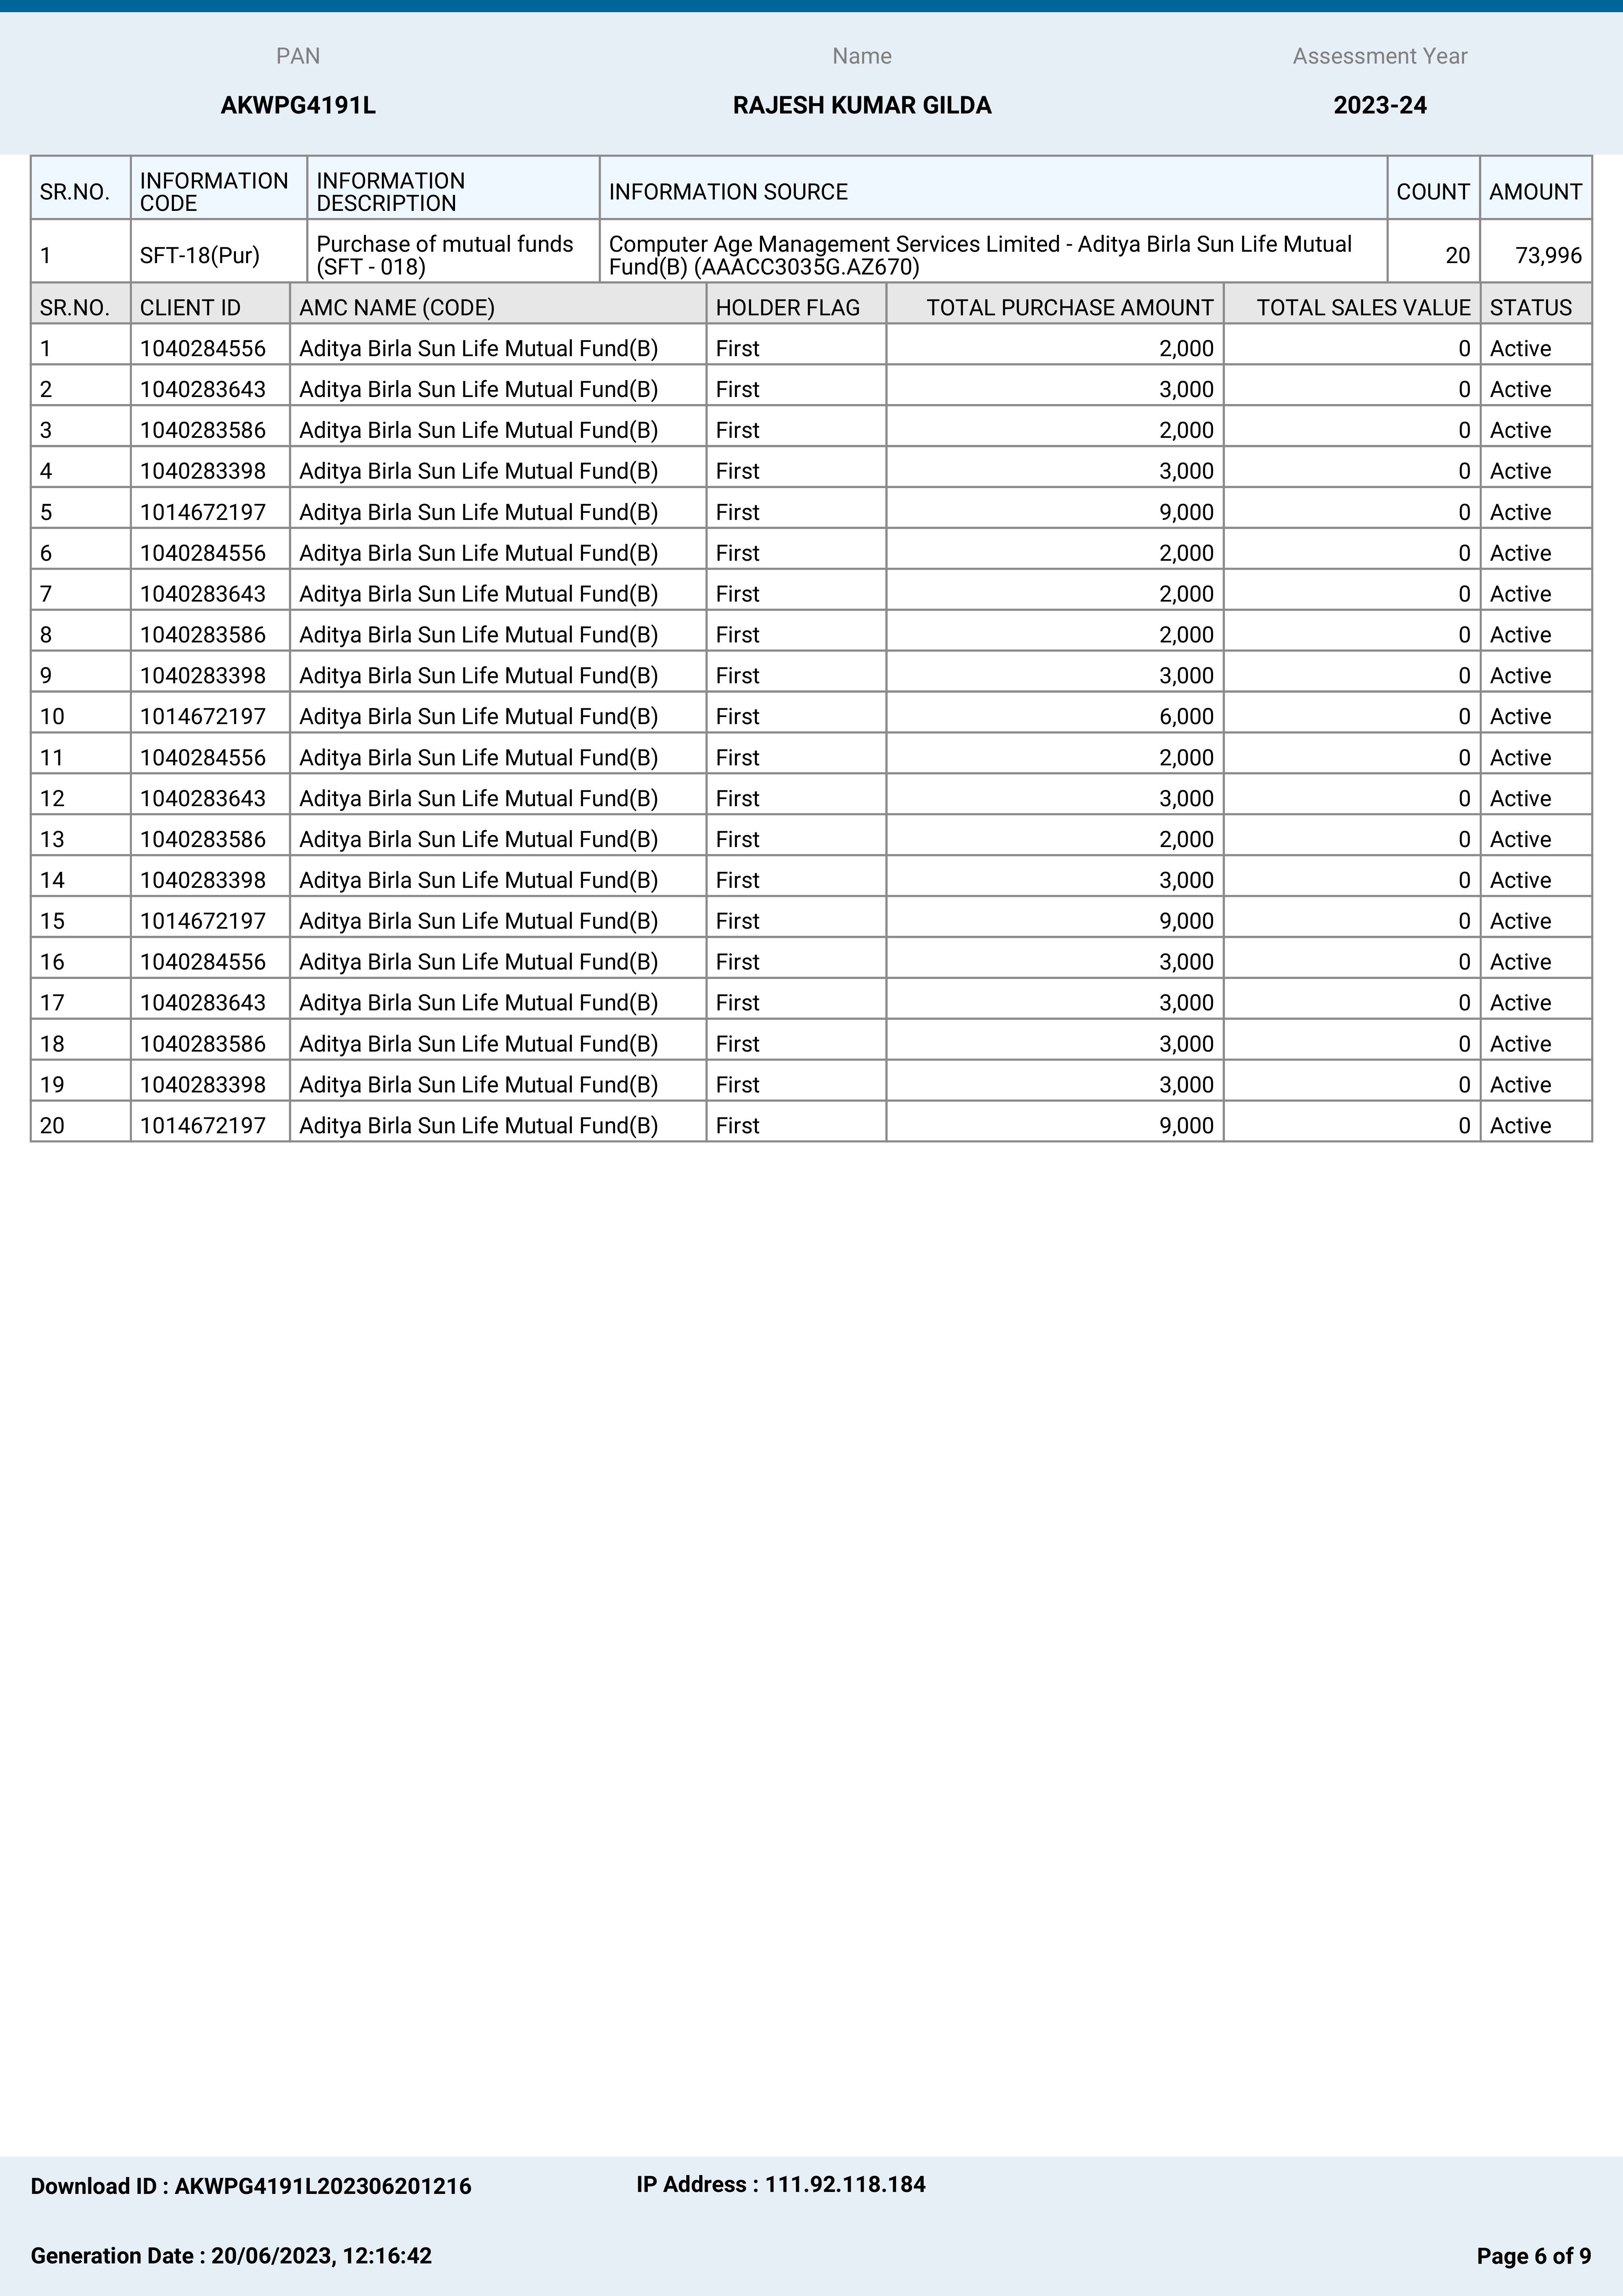 PAN Name Assessment Year
AKWPG4191L RAJESH KUMAR GILDA 2023-24
SR.NO. INFORMATION CODE INFORMATION DESCRIPTION INFORMATION SOURCE COUNT AMOUNT
1 SFT-18(Pur) Purchase of mutual funds (SFT - 018) Computer Age Management Services Limited - Aditya Birla Sun Life Mutual Fund(B) (AAACC3035G.AZ670) 20 73,996
SR.NO. CLIENT ID AMC NAME (CODE) HOLDER FLAG TOTAL PURCHASE AMOUNT TOTAL SALES VALUE STATUS
1 1040284556 Aditya Birla Sun Life Mutual Fund(B) First 2,000 0 Active
2 1040283643 Aditya Birla Sun Life Mutual Fund(B) First 3,000 0 Active
3 1040283586 Aditya Birla Sun Life Mutual Fund(B) First 2,000 0 Active
4 1040283398 Aditya Birla Sun Life Mutual Fund(B) First 3,000 0 Active
5 1014672197 Aditya Birla Sun Life Mutual Fund(B) First 9,000 0 Active
6 1040284556 Aditya Birla Sun Life Mutual Fund(B) First 2,000 0 Active
7 1040283643 Aditya Birla Sun Life Mutual Fund(B) First 2,000 0 Active
8 1040283586 Aditya Birla Sun Life Mutual Fund(B) First 2,000 0 Active
9 1040283398 Aditya Birla Sun Life Mutual Fund(B) First 3,000 0 Active
10 1014672197 Aditya Birla Sun Life Mutual Fund(B) First 6,000 0 Active
11 1040284556 Aditya Birla Sun Life Mutual Fund(B) First 2,000 0 Active
12 1040283643 Aditya Birla Sun Life Mutual Fund(B) First 3,000 0 Active
13 1040283586 Aditya Birla Sun Life Mutual Fund(B) First 2,000 0 Active
14 1040283398 Aditya Birla Sun Life Mutual Fund(B) First 3,000 0 Active
15 1014672197 Aditya Birla Sun Life Mutual Fund(B) First 9,000 0 Active
16 1040284556 Aditya Birla Sun Life Mutual Fund(B) First 3,000 0 Active
17 1040283643 Aditya Birla Sun Life Mutual Fund(B) First 3,000 0 Active
18 1040283586 Aditya Birla Sun Life Mutual Fund(B) First 3,000 0 Active
19 1040283398 Aditya Birla Sun Life Mutual Fund(B) First 3,000 0 Active
20 1014672197 Aditya Birla Sun Life Mutual Fund(B) First 9,000 0 Active
Download ID : AKWPG4191L202306201216 IP Address : 111.92.118.184
Generation Date : 20/06/2023, 12:16:42 Page 6 of 9